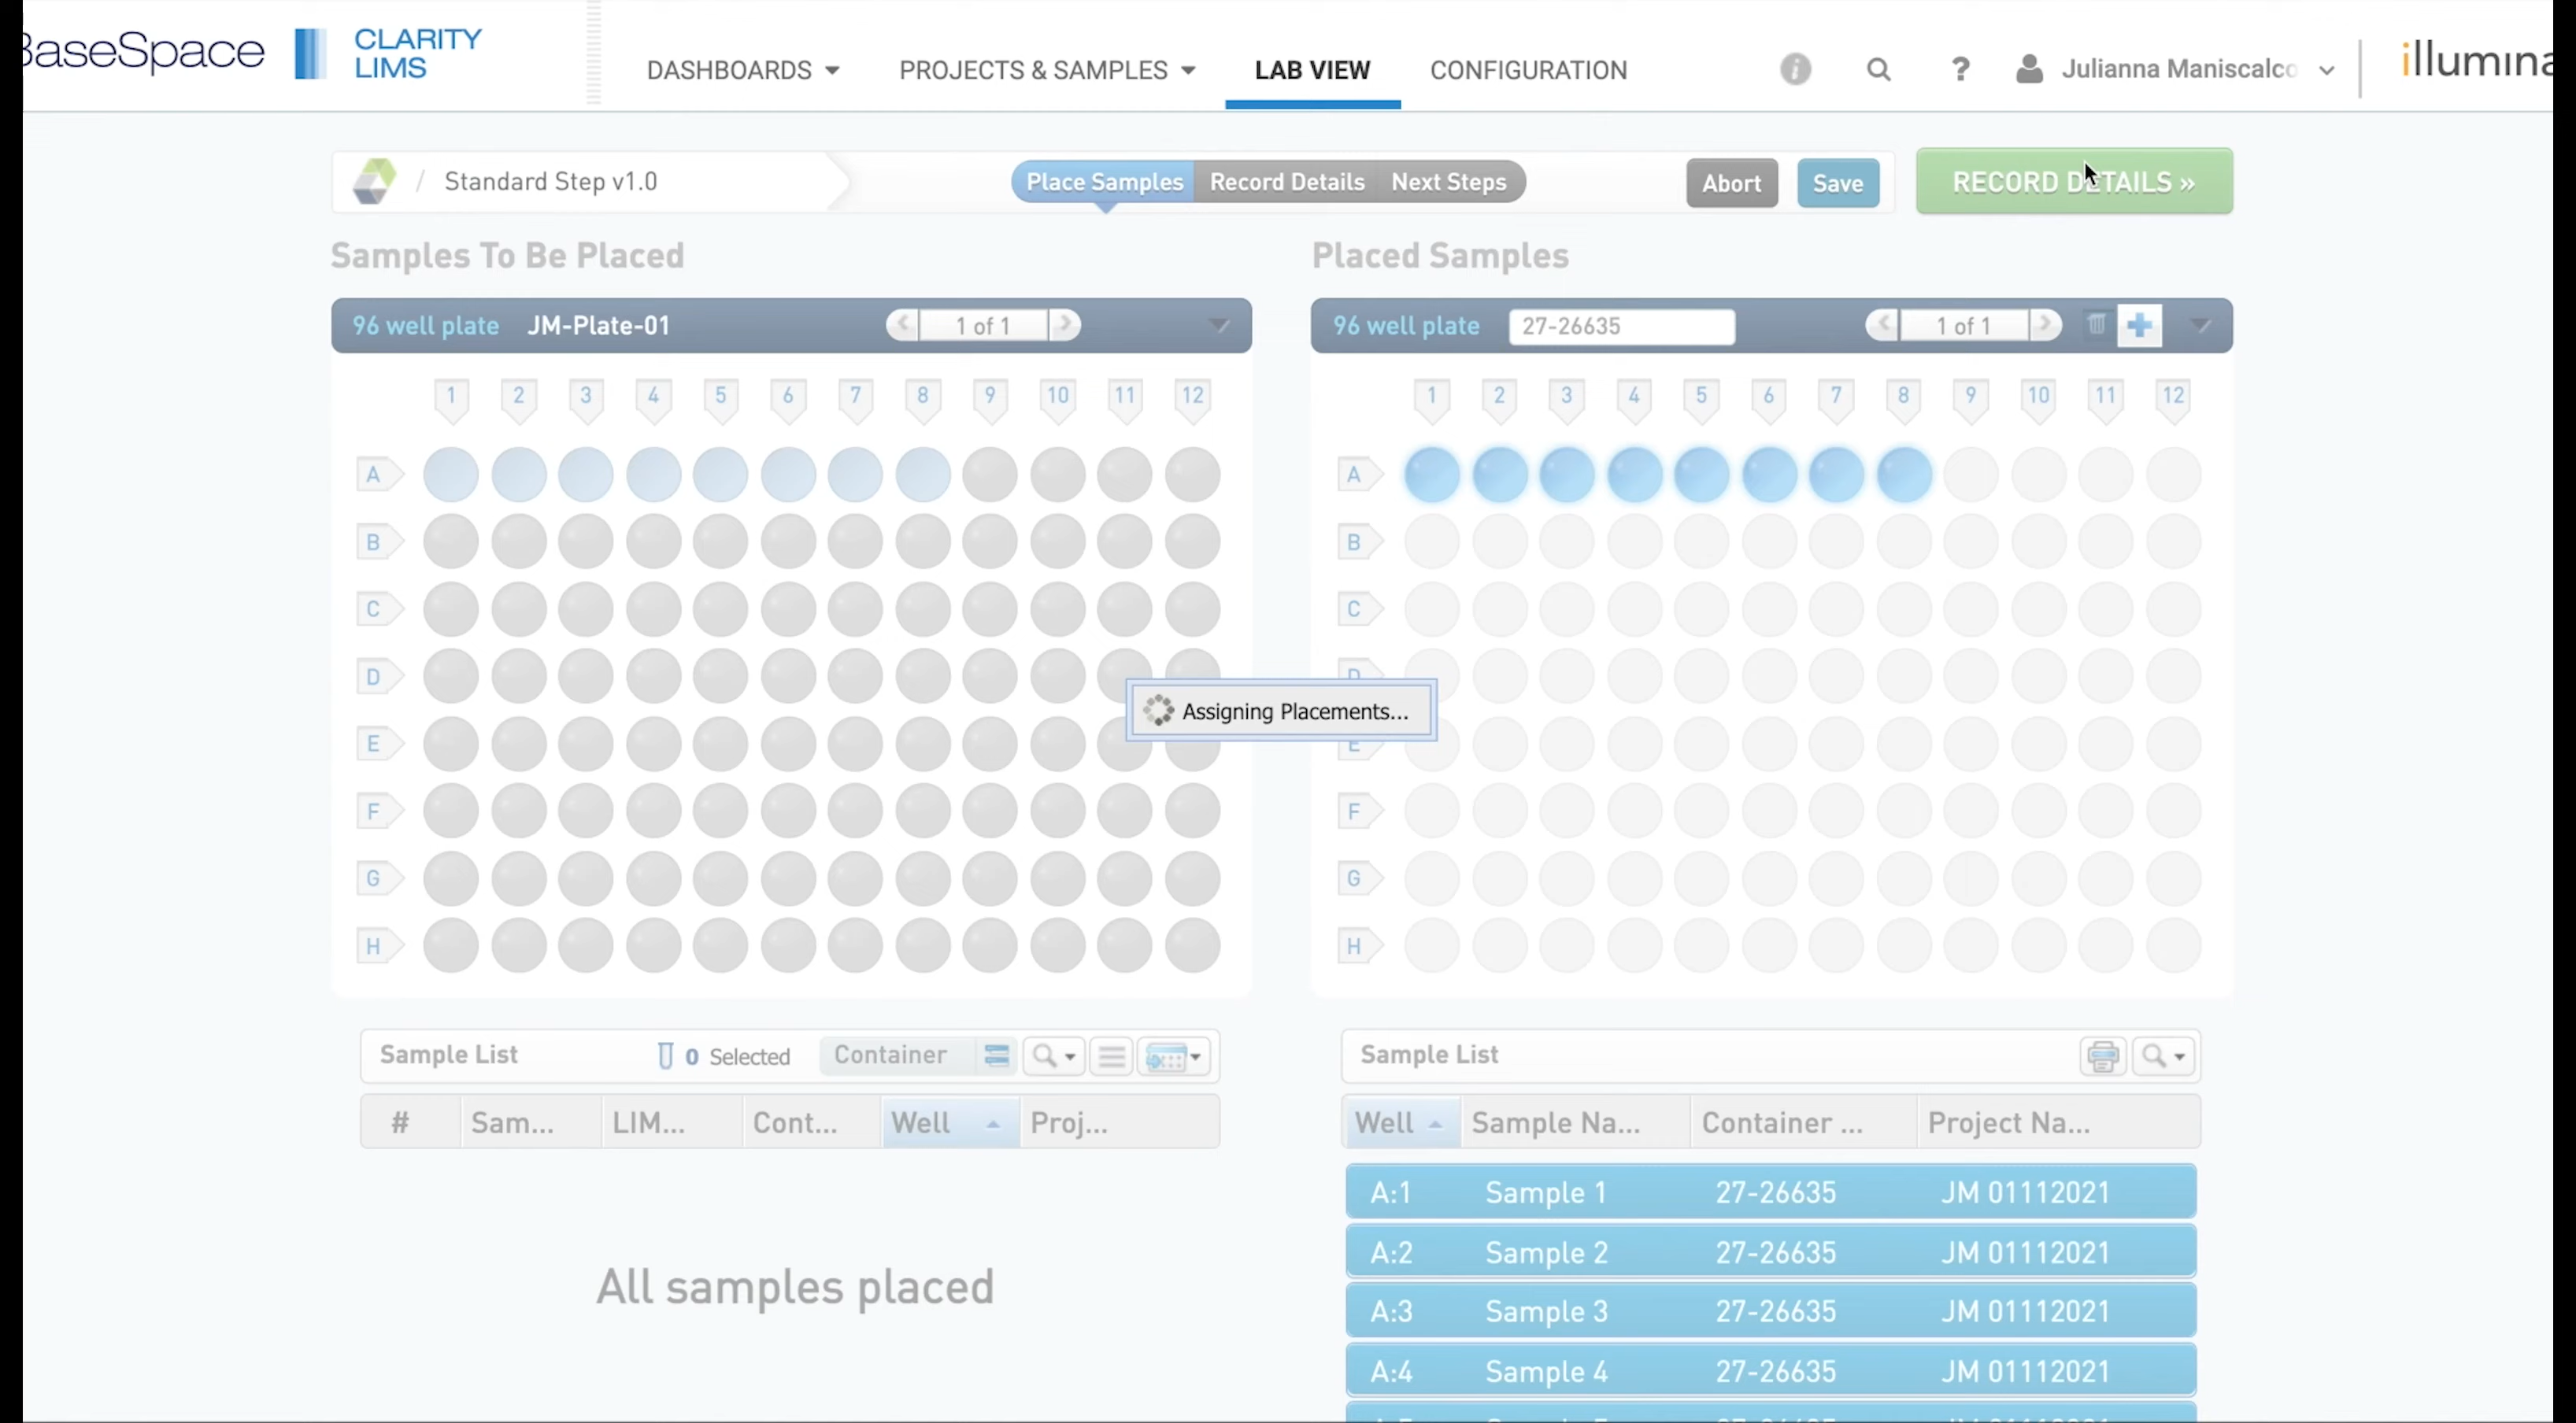 BaseSpace CLARITY LIMS
DASHBOARDS PROJECTS & SAMPLES LAB VIEW CONFIGURATION ? Julianna Maniscalco
/ Standard Step v1.0
Place Samples Record Details Next Steps
Abort Save RECORD DETAILS »
Samples To Be Placed
96 well plate JM-Plate-01 1 of 1
1 2 3 4 5 6 7 8 9 10 11 12
A
B
C
D
E
F
G
H
Placed Samples
96 well plate 27-26635 1 of 1
1 2 3 4 5 6 7 8 9 10 11 12
A
B
C
D
E
F
G
H
Assigning Placements...
Sample List 0 Selected Container
# Sam... LIM... Cont... Well Proj...
All samples placed
Sample List
Well Sample Na... Container ... Project Na...
A:1 Sample 1 27-26635 JM 01112021
A:2 Sample 2 27-26635 JM 01112021
A:3 Sample 3 27-26635 JM 01112021
A:4 Sample 4 27-26635 JM 01112021